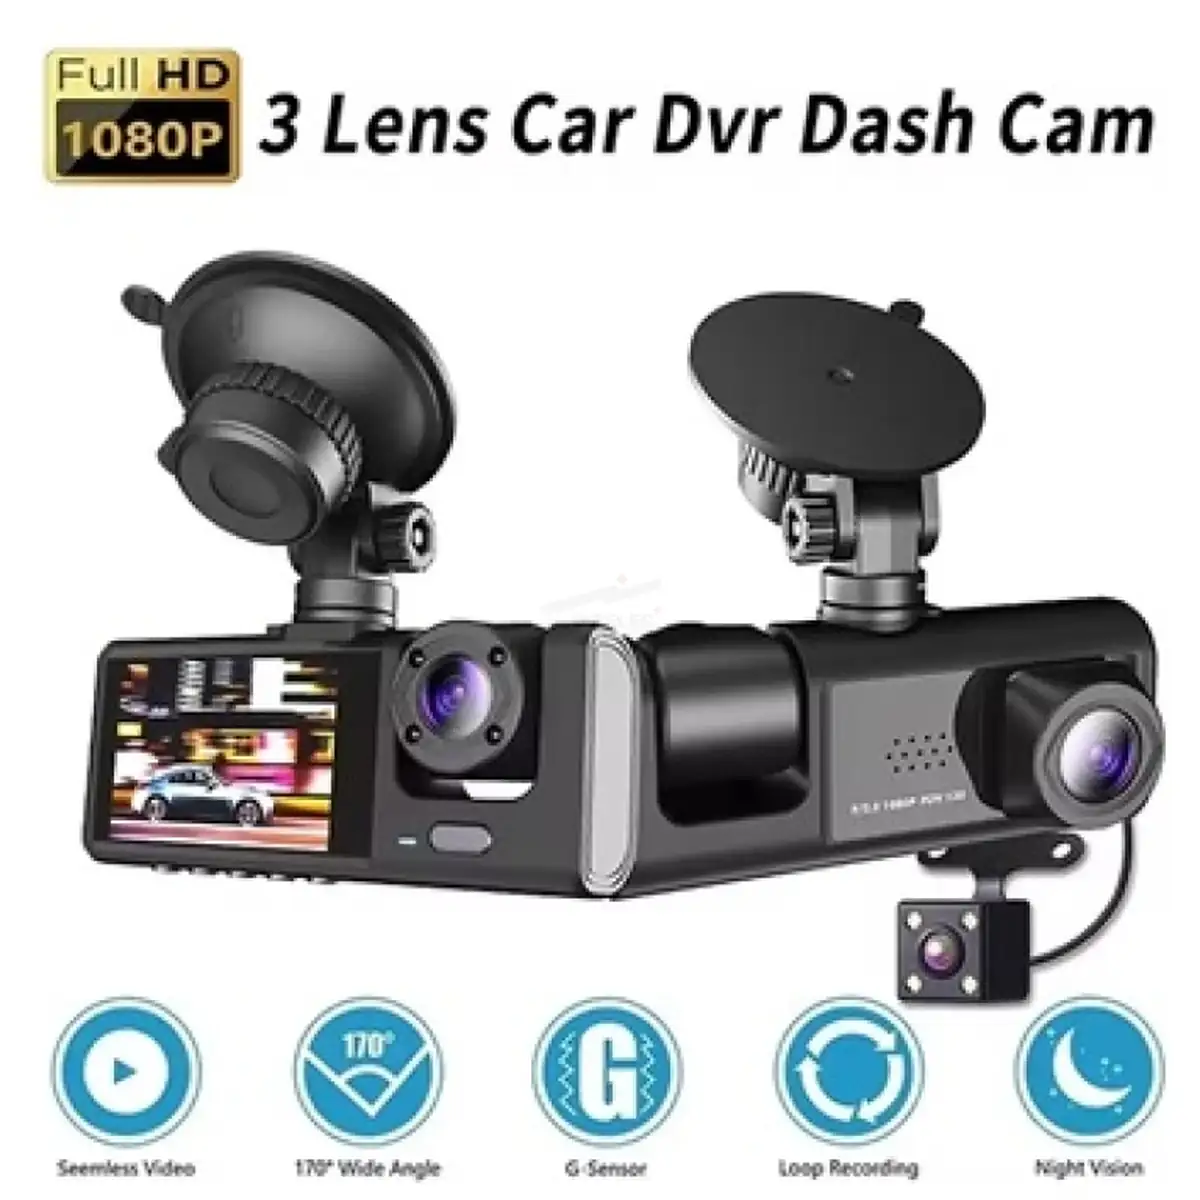 Full HD
1080P
3 Lens Car Dvr Dash Cam
170°
G
Seemless Video
170° Wide Angle
G-Sensor
Loop Recording
Night Vision